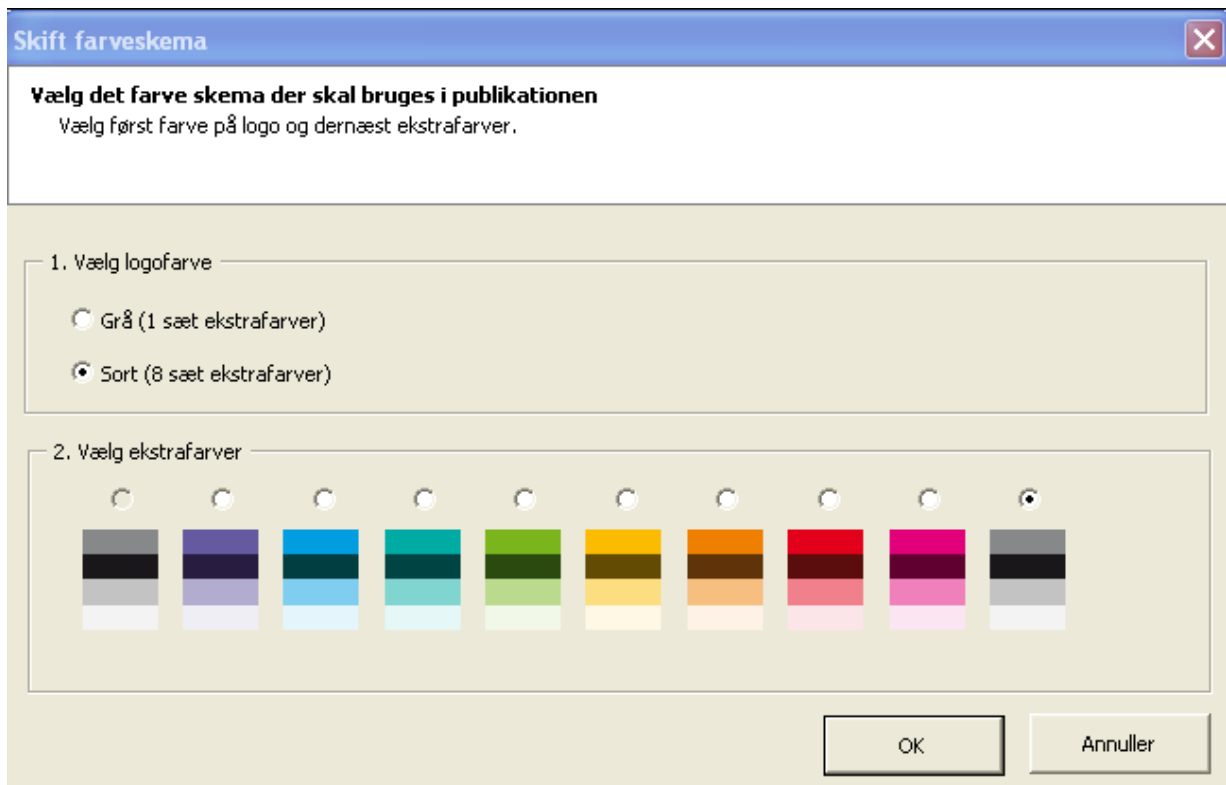 Skift farveskema
Vælg det farve skema der skal bruges i publikationen
Vælg først farve på logo og dernæst ekstrafarver.
1. Vælg logofarve
Grå (1 sæt ekstrafarver)
Sort (8 sæt ekstrafarver)
2. Vælg ekstrafarver
OK
Annuller